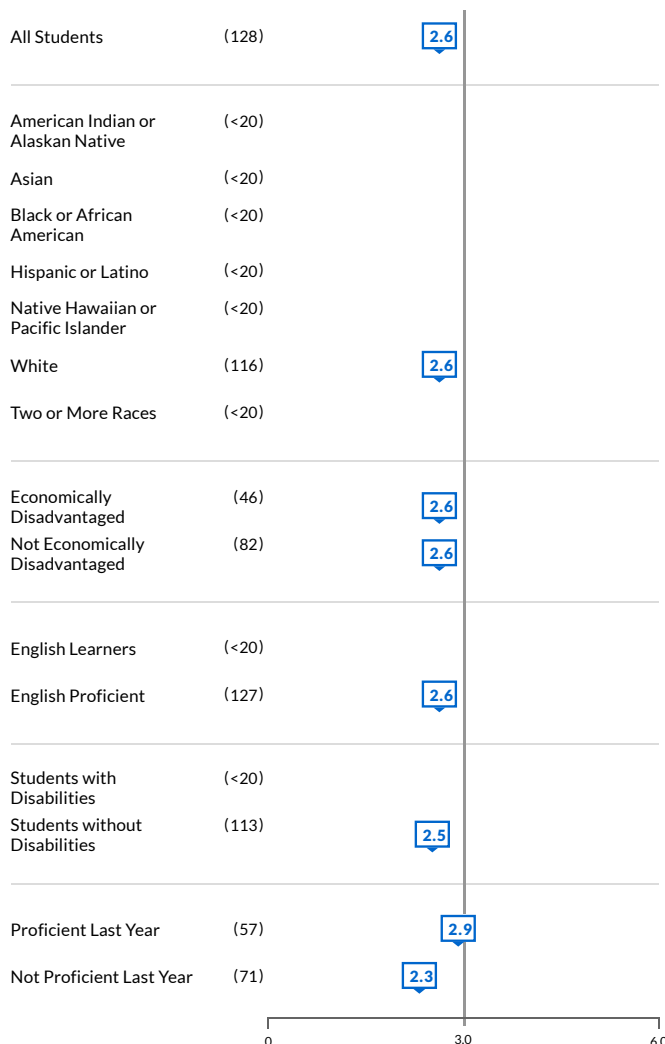 All Students (128) 2.6
American Indian or (<20)
Alaskan Native
Asian (<20)
Black or African (<20)
American
Hispanic or Latino (<20)
Native Hawaiian or (<20)
Pacific Islander
White (116) 2.6
Two or More Races (<20)
Economically (46) 2.6
Disadvantaged
Not Economically (82) 2.6
Disadvantaged
English Learners (<20)
English Proficient (127) 2.6
Students with (<20)
Disabilities
Students without (113) 2.5
Disabilities
Proficient Last Year (57) 2.9
Not Proficient Last Year (71) 2.3
0 3.0 6.0